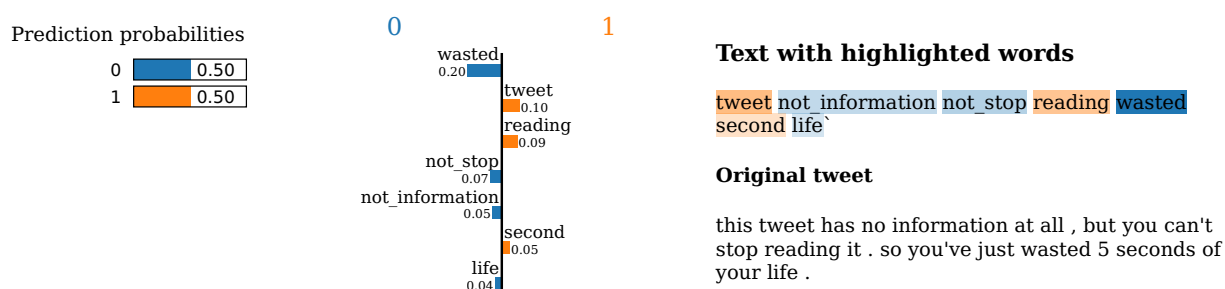 Prediction probabilities
0 0.50
1 0.50
0 1
wasted
0.20
tweet
0.10
reading
0.09
not_stop
0.07
not_information
0.05
second
0.05
life
0.04
Text with highlighted words
tweet not_information not_stop reading wasted
second life`
Original tweet
this tweet has no information at all , but you can't
stop reading it . so you've just wasted 5 seconds of
your life .